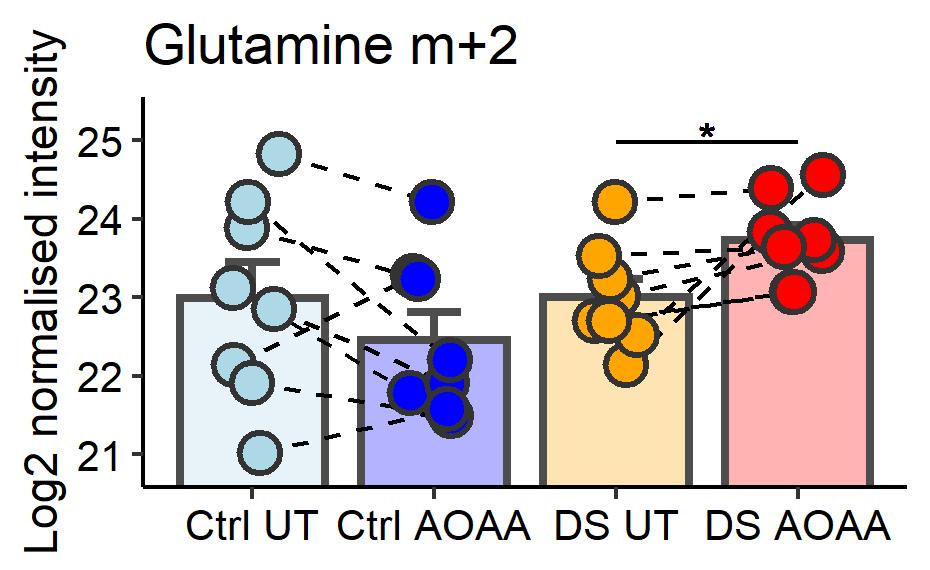 Glutamine m+2
Log2 normalised intensity
25
24
23
22
21
*
Ctrl UT
Ctrl AOAA
DS UT
DS AOAA